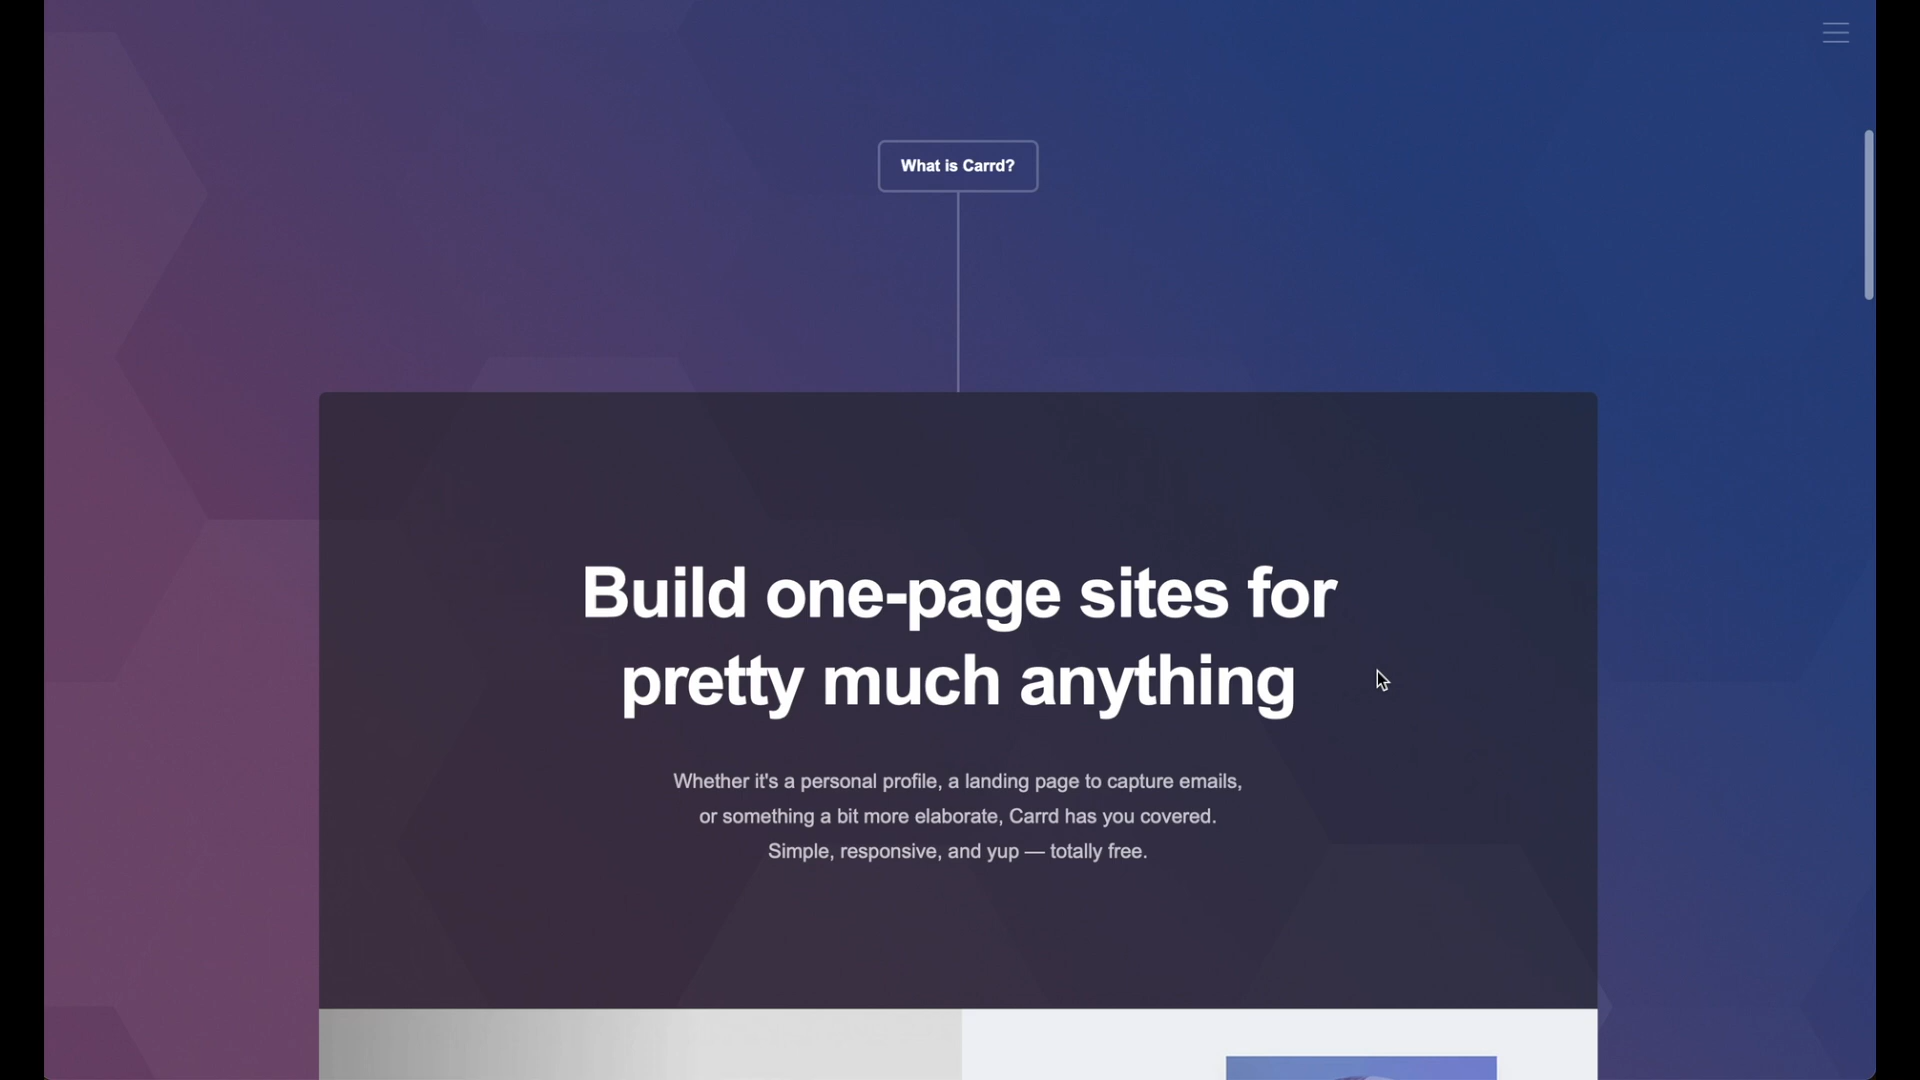 What is Carrd?
Build one-page sites for
pretty much anything
Whether it's a personal profile, a landing page to capture emails,
or something a bit more elaborate, Carrd has you covered.
Simple, responsive, and yup — totally free.